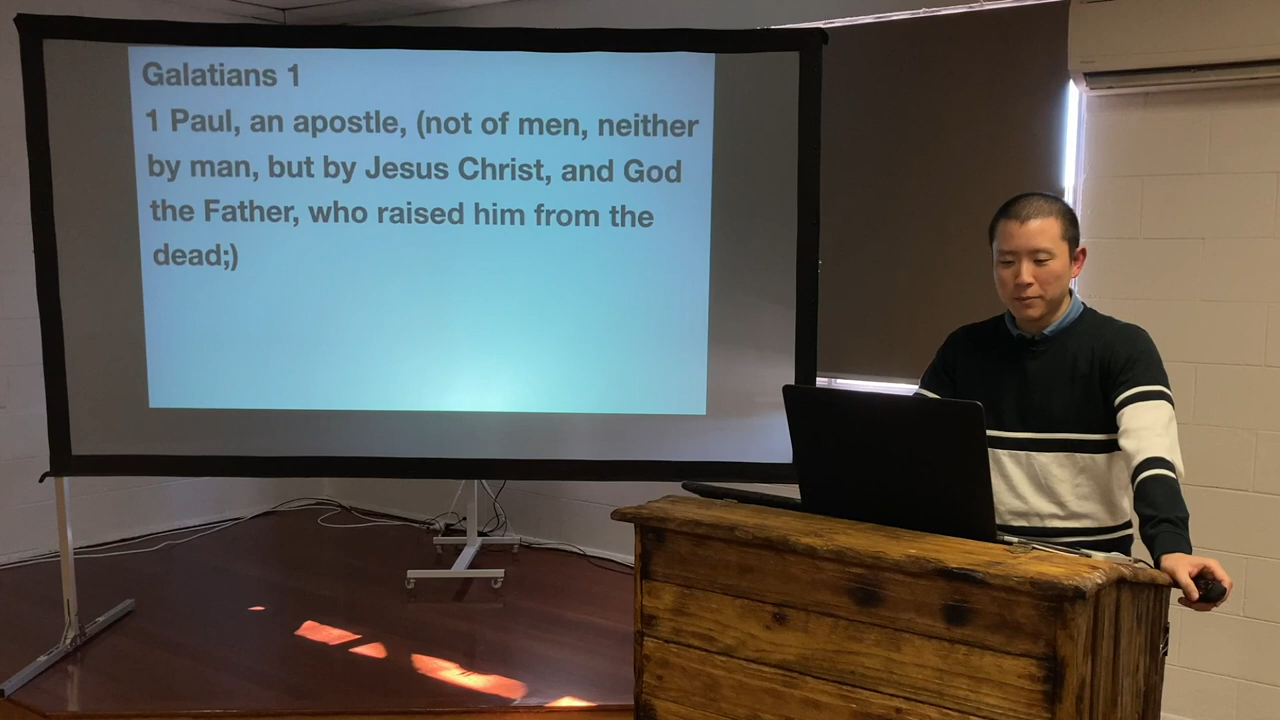 Galatians 1
1 Paul, an apostle, (not of men, neither
by man, but by Jesus Christ, and God
the Father, who raised him from the
dead;)